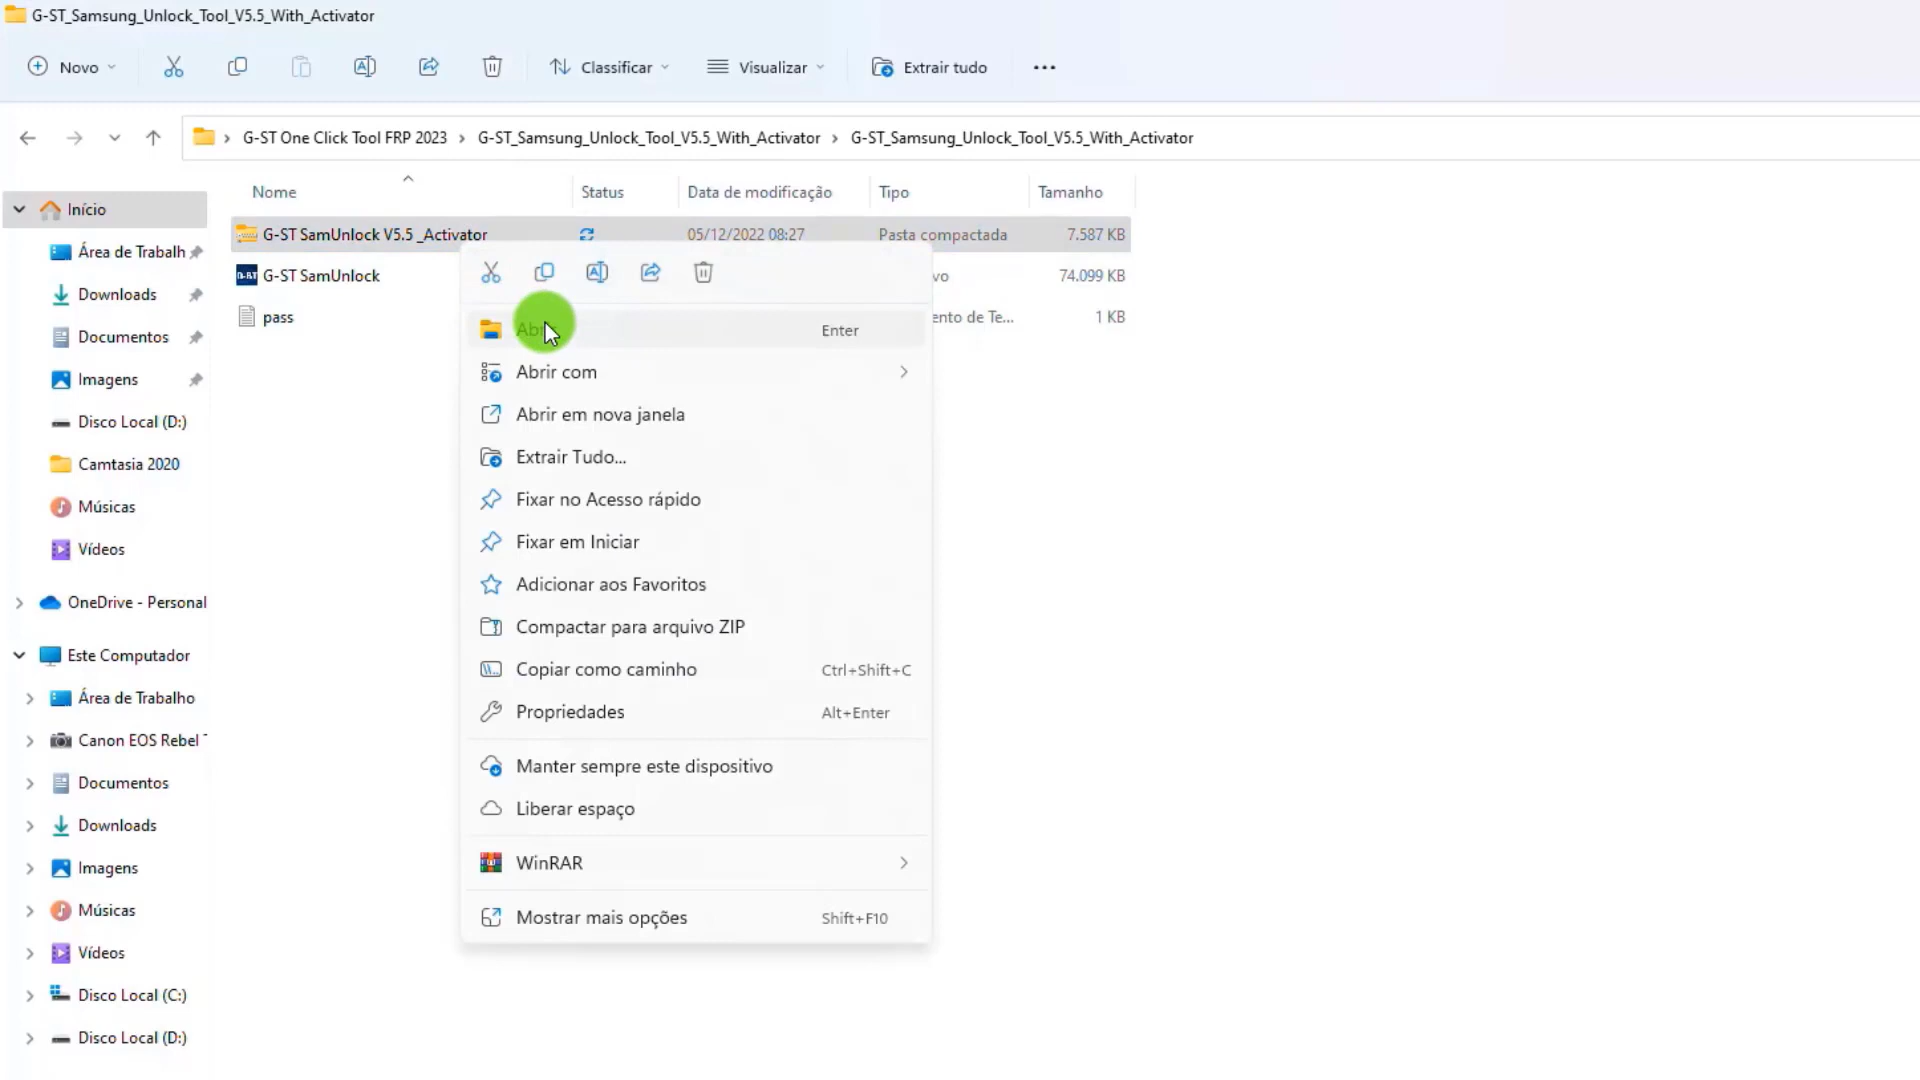 G-ST_Samsung_Unlock_Tool_V5.5_With_Activator
Novo
Classificar
Visualizar
Extrair tudo
G-ST One Click Tool FRP 2023 › G-ST_Samsung_Unlock_Tool_V5.5_With_Activator › G-ST_Samsung_Unlock_Tool_V5.5_With_Activator
Nome Status Data de modificação Tipo Tamanho
G-ST SamUnlock V5.5 _Activator 05/12/2022 08:27 Pasta compactada 7.587 KB
G-ST SamUnlock vo 74.099 KB
pass ento de Te... 1 KB
Início
Área de Trabalh
Downloads
Documentos
Imagens
Disco Local (D:)
Camtasia 2020
Músicas
Vídeos
OneDrive - Personal
Este Computador
Área de Trabalho
Canon EOS Rebel
Documentos
Downloads
Imagens
Músicas
Vídeos
Disco Local (C:)
Disco Local (D:)
Abrir Enter
Abrir com
Abrir em nova janela
Extrair Tudo...
Fixar no Acesso rápido
Fixar em Iniciar
Adicionar aos Favoritos
Compactar para arquivo ZIP
Copiar como caminho Ctrl+Shift+C
Propriedades Alt+Enter
Manter sempre este dispositivo
Liberar espaço
WinRAR
Mostrar mais opções Shift+F10